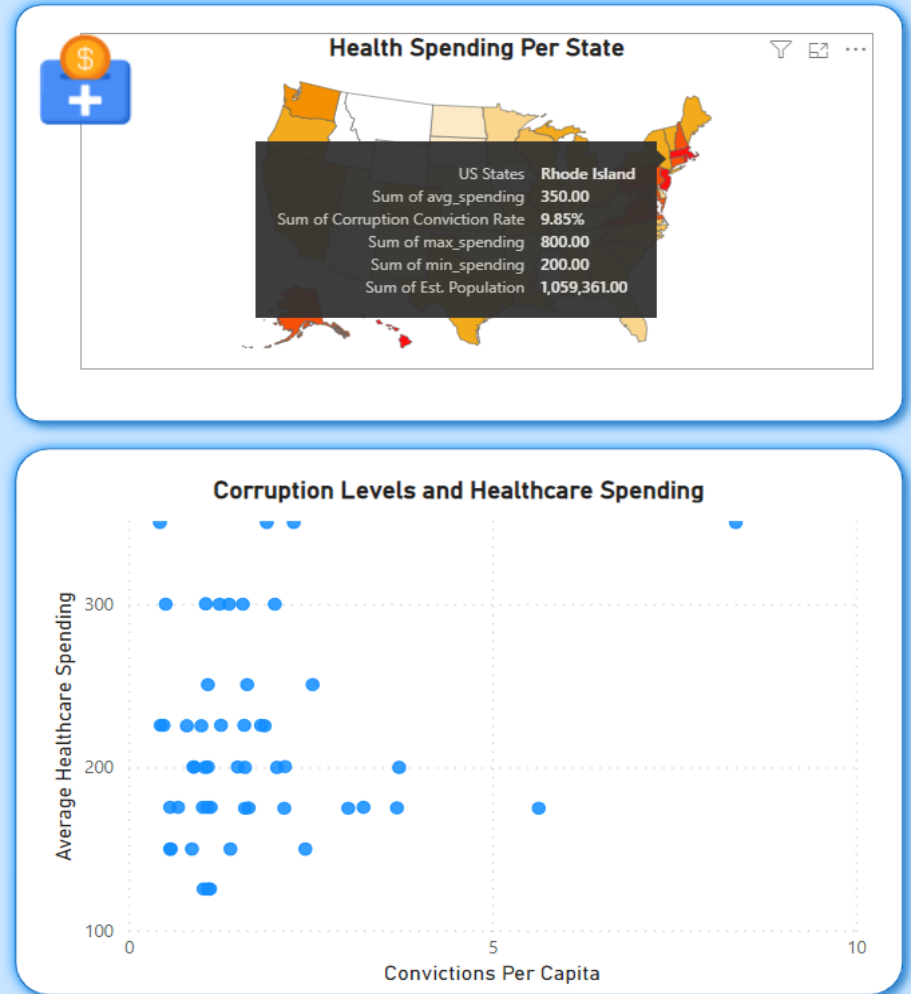 Health Spending Per State
$
US States Rhode Island
Sum of avg_spending 350.00
Sum of Corruption Conviction Rate 9.85%
Sum of max_spending 800.00
Sum of min_spending 200.00
Sum of Est. Population 1,059,361.00
Corruption Levels and Healthcare Spending
Average Healthcare Spending
300
200
100
0 5 10
Convictions Per Capita